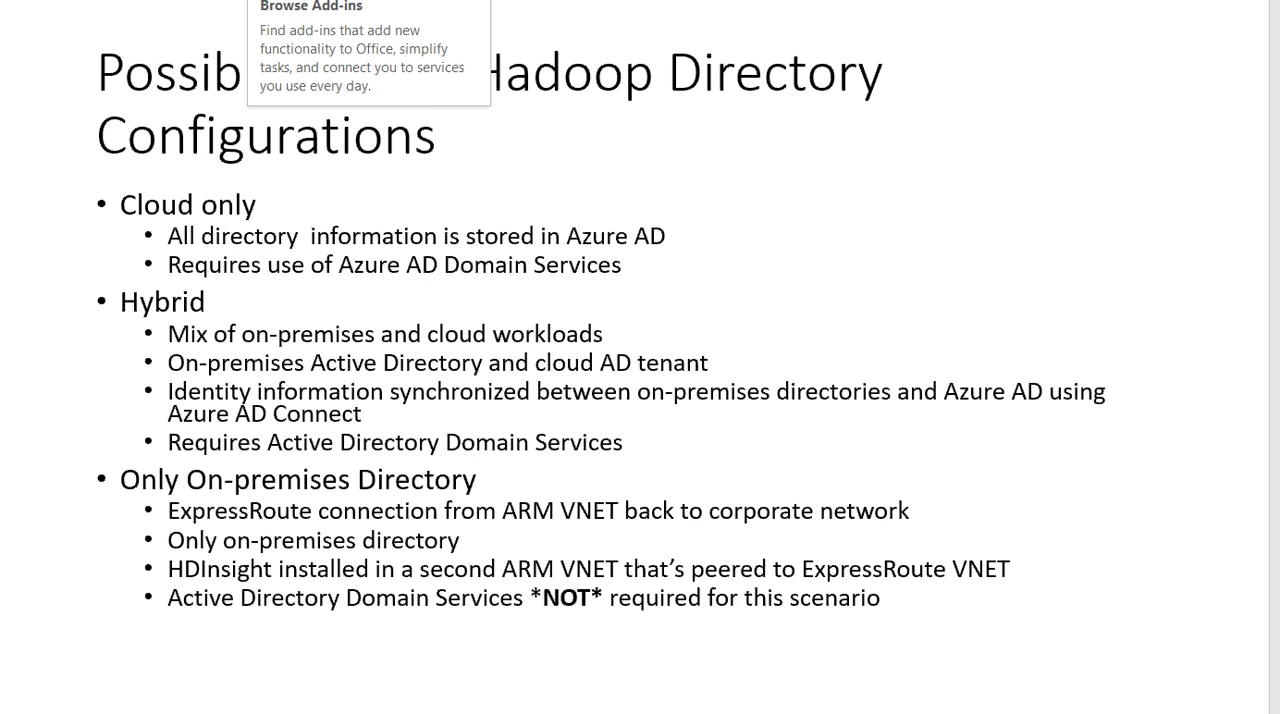 Browse Add-ins
Find add-ins that add new
functionality to Office, simplify
tasks, and connect you to services
you use every day.
Hadoop Directory
Configurations
• Cloud only
• All directory  information is stored in Azure AD
• Requires use of Azure AD Domain Services
• Hybrid
• Mix of on-premises and cloud workloads
• On-premises Active Directory and cloud AD tenant
• Identity information synchronized between on-premises directories and Azure AD using
Azure AD Connect
• Requires Active Directory Domain Services
• Only On-premises Directory
• ExpressRoute connection from ARM VNET back to corporate network
• Only on-premises directory
• HDInsight installed in a second ARM VNET that’s peered to ExpressRoute VNET
• Active Directory Domain Services *NOT* required for this scenario